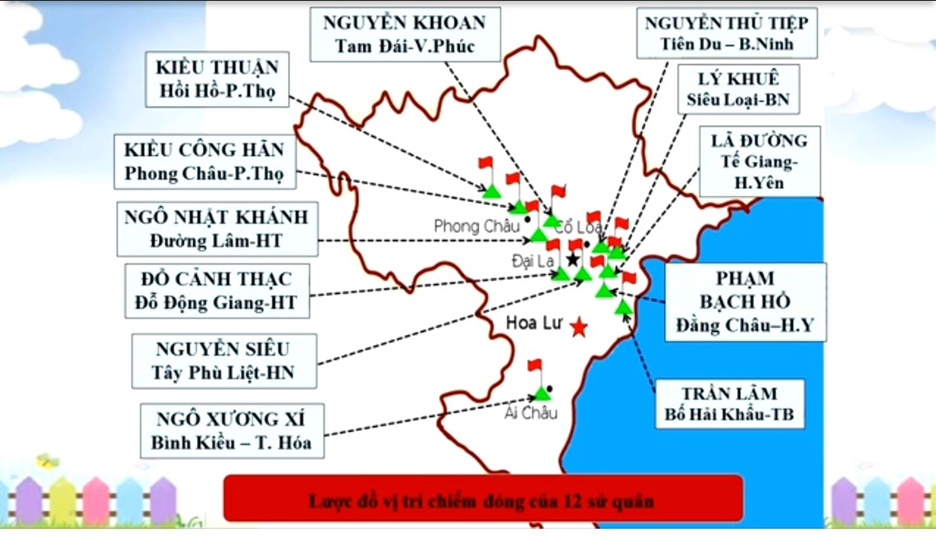 NGUYỄN KHOAN
Tam Đái-V.Phúc
NGUYỄN THỦ TIỆP
Tiên Du – B.Ninh
KIỀU THUẬN
Hồi Hồ-P.Thọ
LÝ KHUÊ
Siêu Loại-BN
KIỀU CÔNG HÃN
Phong Châu-P.Thọ
LÃ ĐƯỜNG
Tế Giang-
H.Yên
NGÔ NHẬT KHÁNH
Đường Lâm-HT
Phong Châu
Cổ Loa
Đại La
ĐỖ CẢNH THẠC
Đỗ Động Giang-HT
PHẠM
BẠCH HỔ
Đằng Châu–H.Y
Hoa Lư
NGUYỄN SIÊU
Tây Phù Liệt-HN
TRẦN LÃM
Bố Hải Khẩu-TB
NGÔ XƯƠNG XÍ
Bình Kiều – T. Hóa
Ái Châu
Lược đồ vị trí chiếm đóng của 12 sứ quân